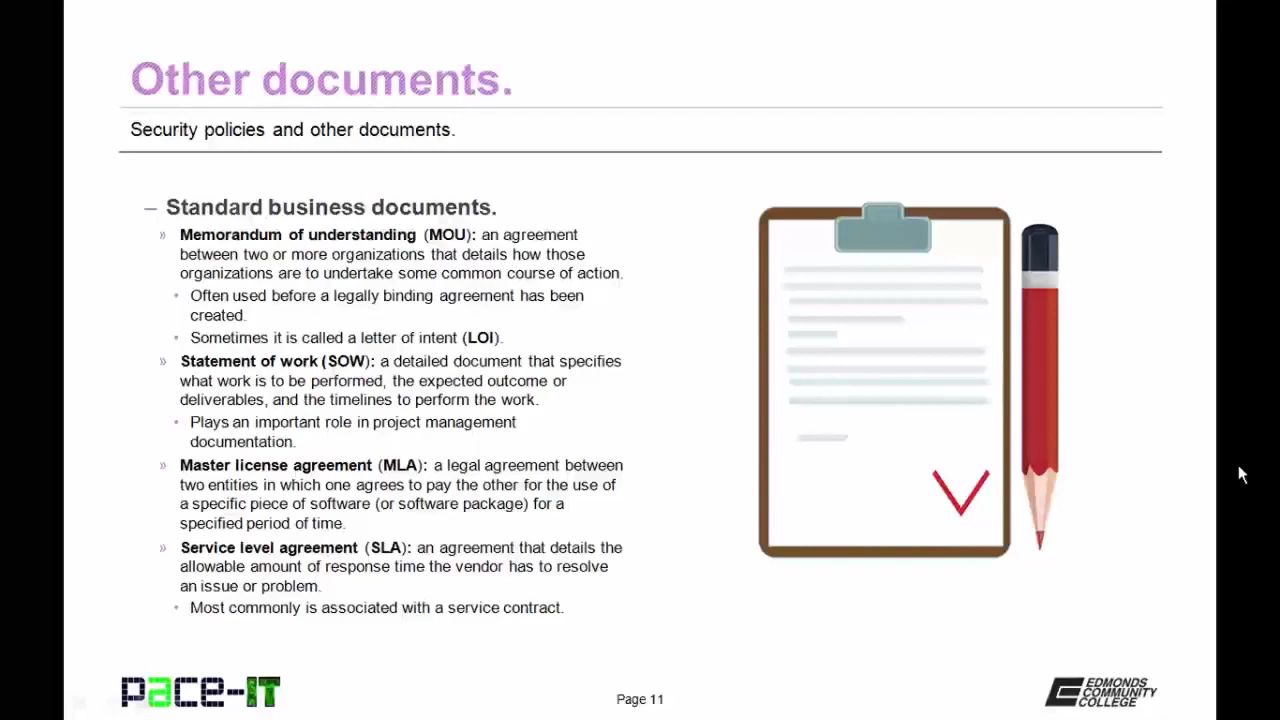 Other documents.
Security policies and other documents.
– Standard business documents.
» Memorandum of understanding (MOU): an agreement
between two or more organizations that details how those
organizations are to undertake some common course of action.
• Often used before a legally binding agreement has been
created.
• Sometimes it is called a letter of intent (LOI).
» Statement of work (SOW): a detailed document that specifies
what work is to be performed, the expected outcome or
deliverables, and the timelines to perform the work.
• Plays an important role in project management
documentation.
» Master license agreement (MLA): a legal agreement between
two entities in which one agrees to pay the other for the use of
a specific piece of software (or software package) for a
specified period of time.
» Service level agreement (SLA): an agreement that details the
allowable amount of response time the vendor has to resolve
an issue or problem.
• Most commonly is associated with a service contract.
pace-IT
Page 11
EDMONDS
COMMUNITY
COLLEGE